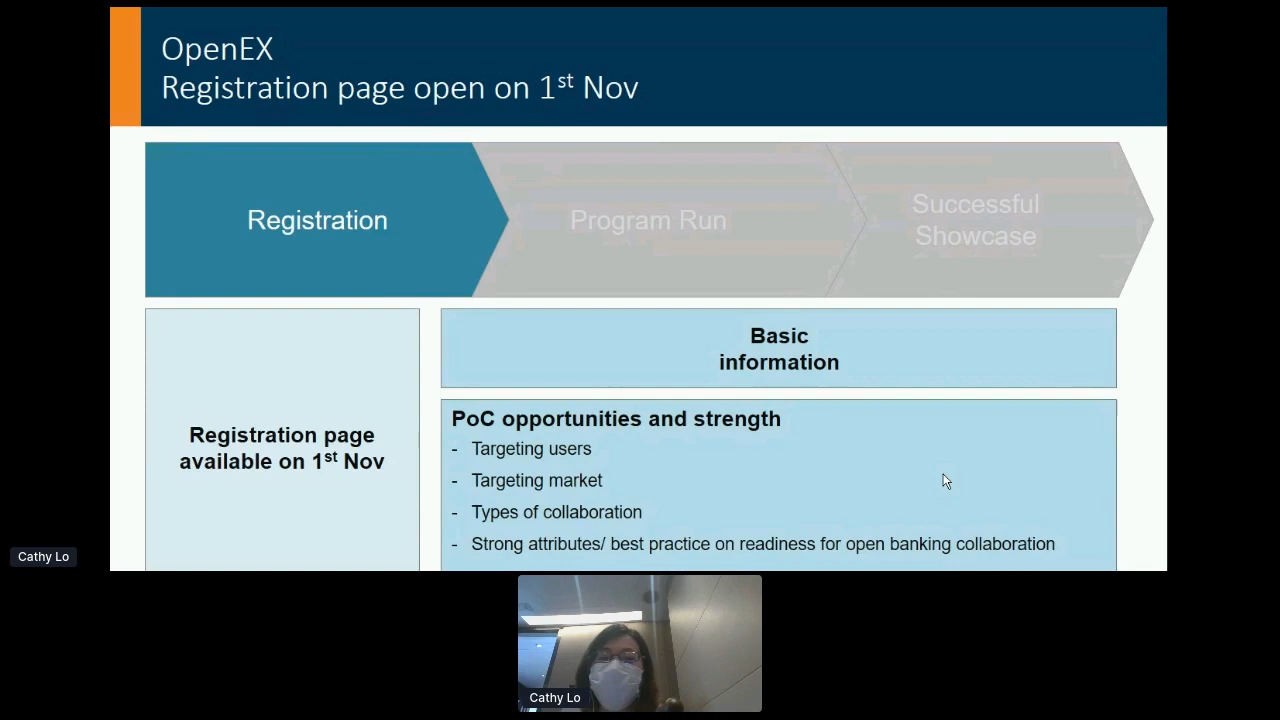 OpenEX
Registration page open on 1st Nov
Registration
Program Run
Successful
Showcase
Registration page
available on 1st Nov
Basic
information
PoC opportunities and strength
- Targeting users
- Targeting market
- Types of collaboration
- Strong attributes/ best practice on readiness for open banking collaboration
Cathy Lo
Cathy Lo